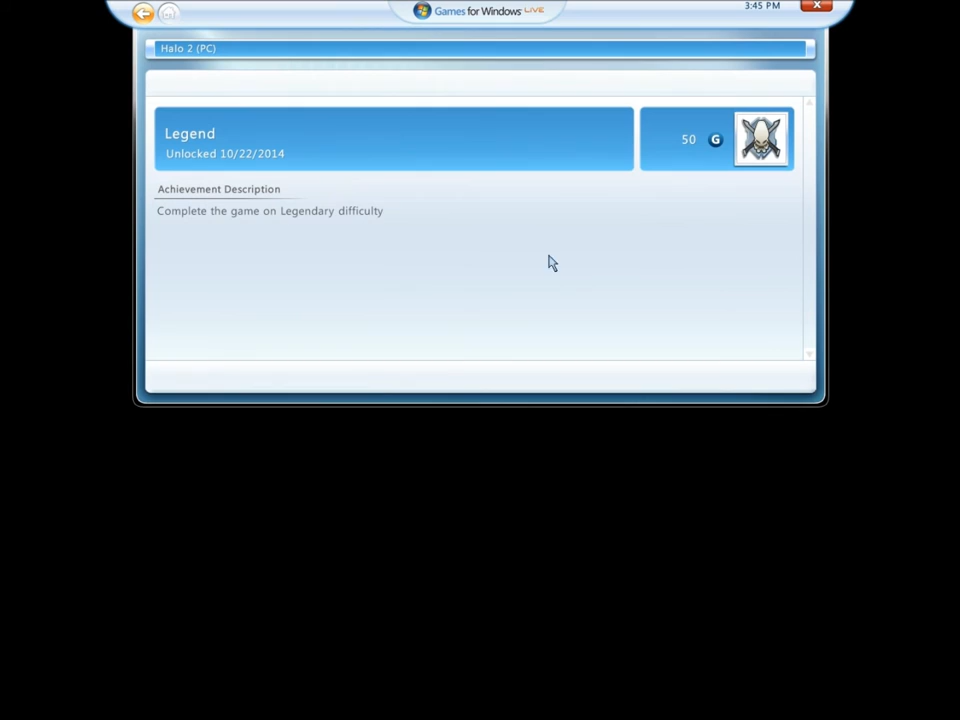 Games for Windows LIVE
3:45 PM
Halo 2 (PC)
Legend
Unlocked 10/22/2014
50 G
Achievement Description
Complete the game on Legendary difficulty